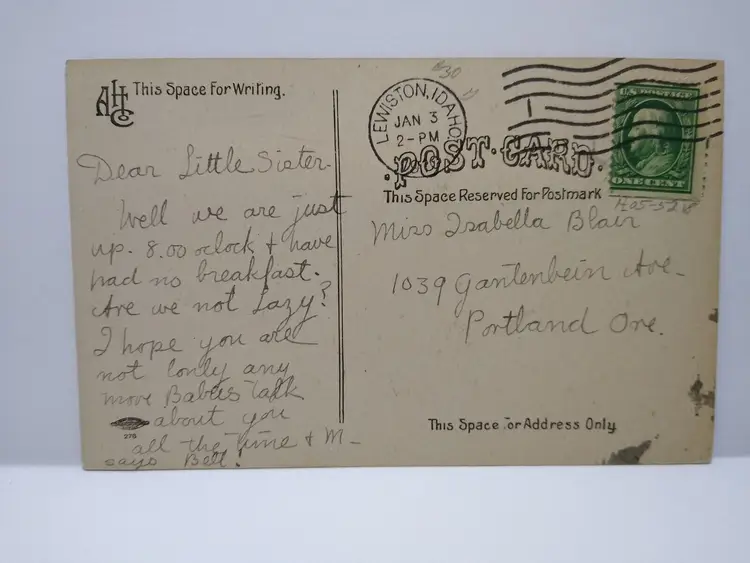 AHC
This Space For Writing.
Dear Little Sister.
Well we are just
up. 8.00 oclock + have
had no breakfast.
Are we not Lazy?
I hope you are
not lonly any
more Babies talk
about you
all the time + M-
says Bell!
276
#30
LEWISTON, IDAHO
JAN 3
2-PM
POST CARD.
This Space Reserved For Postmark
U.S. POSTAGE
ONE CENT
Miss Isabella Blair
1039 Gantenbein Ave-
Portland Ore.
This Space For Address Only